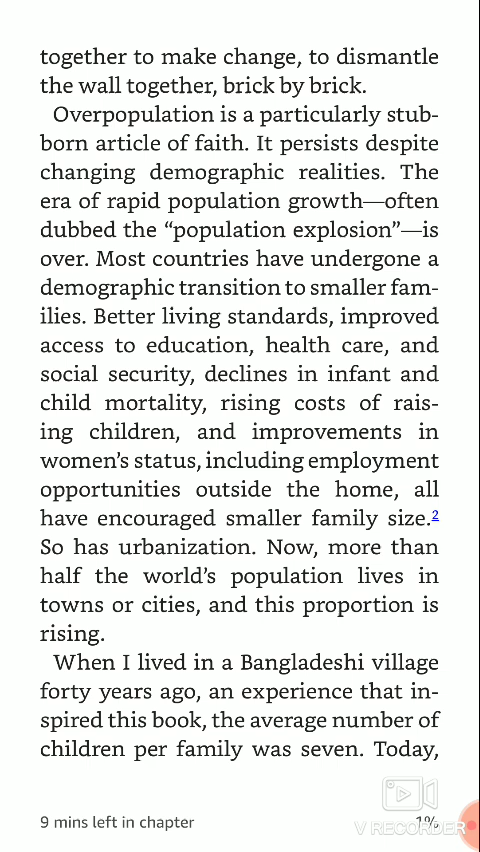 together to make change, to dismantle
the wall together, brick by brick.
Overpopulation is a particularly stub-
born article of faith. It persists despite
changing demographic realities. The
era of rapid population growth—often
dubbed the “population explosion”—is
over. Most countries have undergone a
demographic transition to smaller fam-
ilies. Better living standards, improved
access to education, health care, and
social security, declines in infant and
child mortality, rising costs of rais-
ing children, and improvements in
women’s status, including employment
opportunities outside the home, all
have encouraged smaller family size.2
So has urbanization. Now, more than
half the world’s population lives in
towns or cities, and this proportion is
rising.
When I lived in a Bangladeshi village
forty years ago, an experience that in-
spired this book, the average number of
children per family was seven. Today,
9 mins left in chapter 1%
V RECORDER